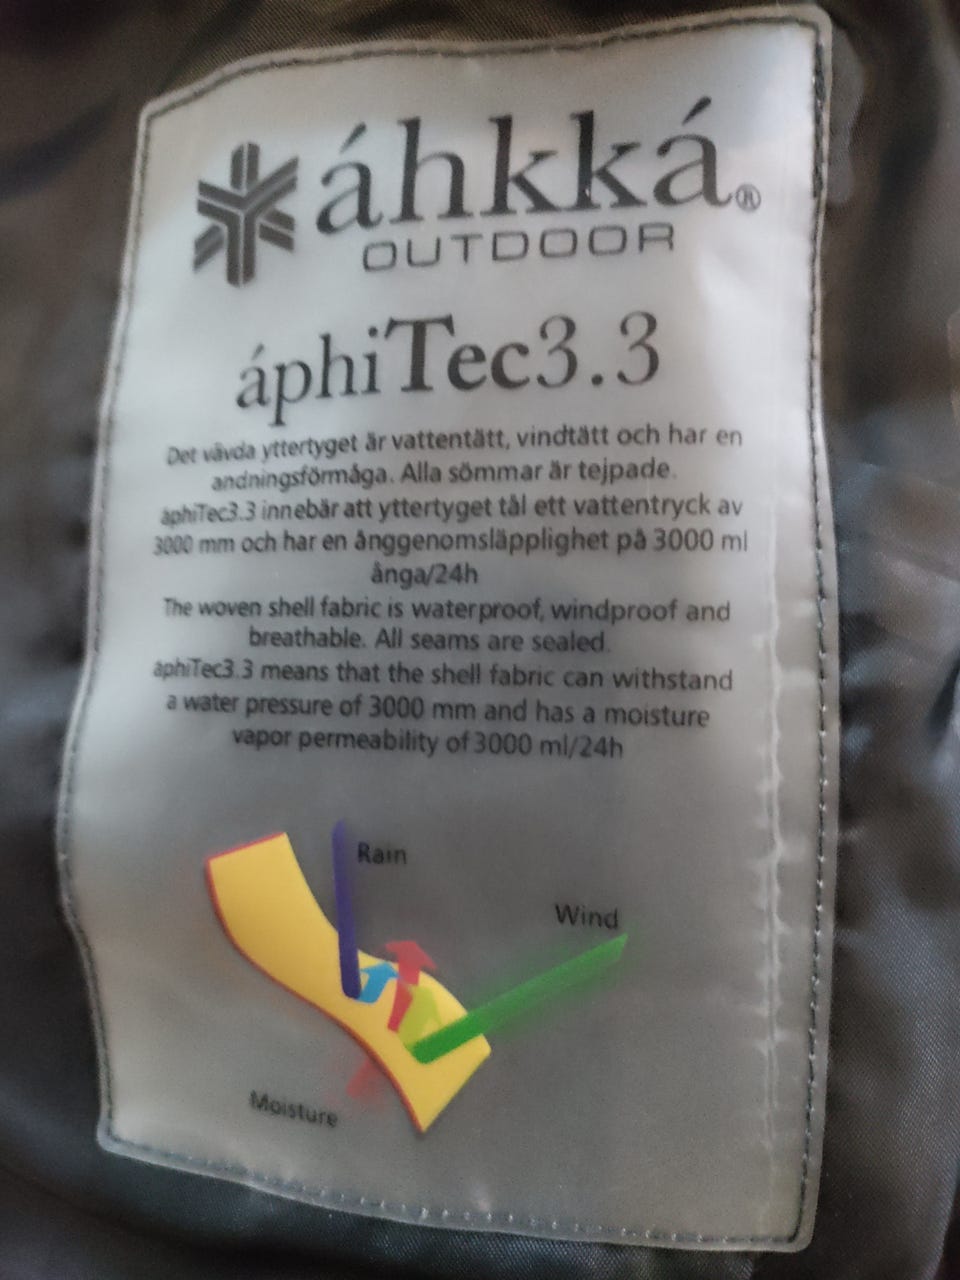 áhkká®
OUTDOOR
áphiTec3.3
Det vävda yttertyget är vattentätt, vindtätt och har en
andningsförmåga. Alla sömmar är tejpade.
áphiTec3.3 innebär att yttertyget tål ett vattentryck av
3000 mm och har en ånggenomsläpplighet på 3000 ml
ånga/24h
The woven shell fabric is waterproof, windproof and
breathable. All seams are sealed.
áphiTec3.3 means that the shell fabric can withstand
a water pressure of 3000 mm and has a moisture
vapor permeability of 3000 ml/24h
Rain
Wind
Moisture